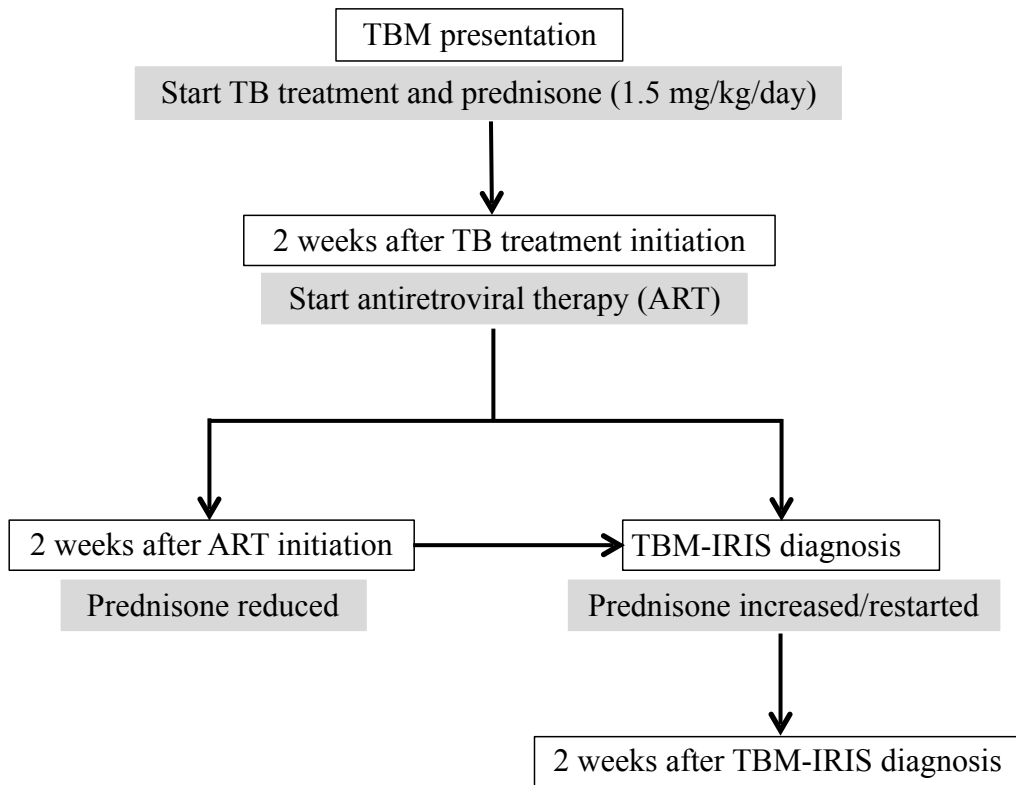 TBM presentation
Start TB treatment and prednisone (1.5 mg/kg/day)
2 weeks after TB treatment initiation
Start antiretroviral therapy (ART)
2 weeks after ART initiation
Prednisone reduced
TBM-IRIS diagnosis
Prednisone increased/restarted
2 weeks after TBM-IRIS diagnosis